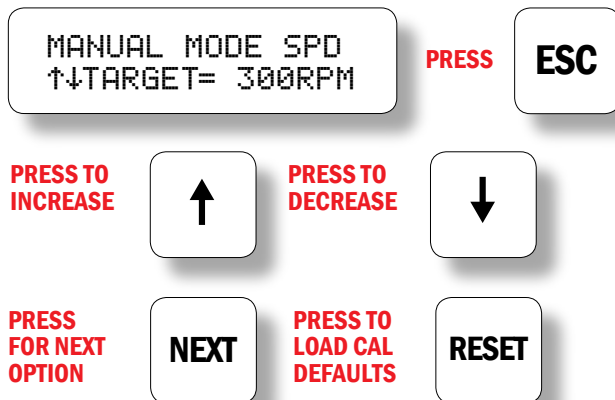 MANUAL MODE SPD
↑↓TARGET= 300RPM
PRESS
ESC
PRESS TO
INCREASE
↑
PRESS TO
DECREASE
↓
PRESS
FOR NEXT
OPTION
NEXT
PRESS TO
LOAD CAL
DEFAULTS
RESET